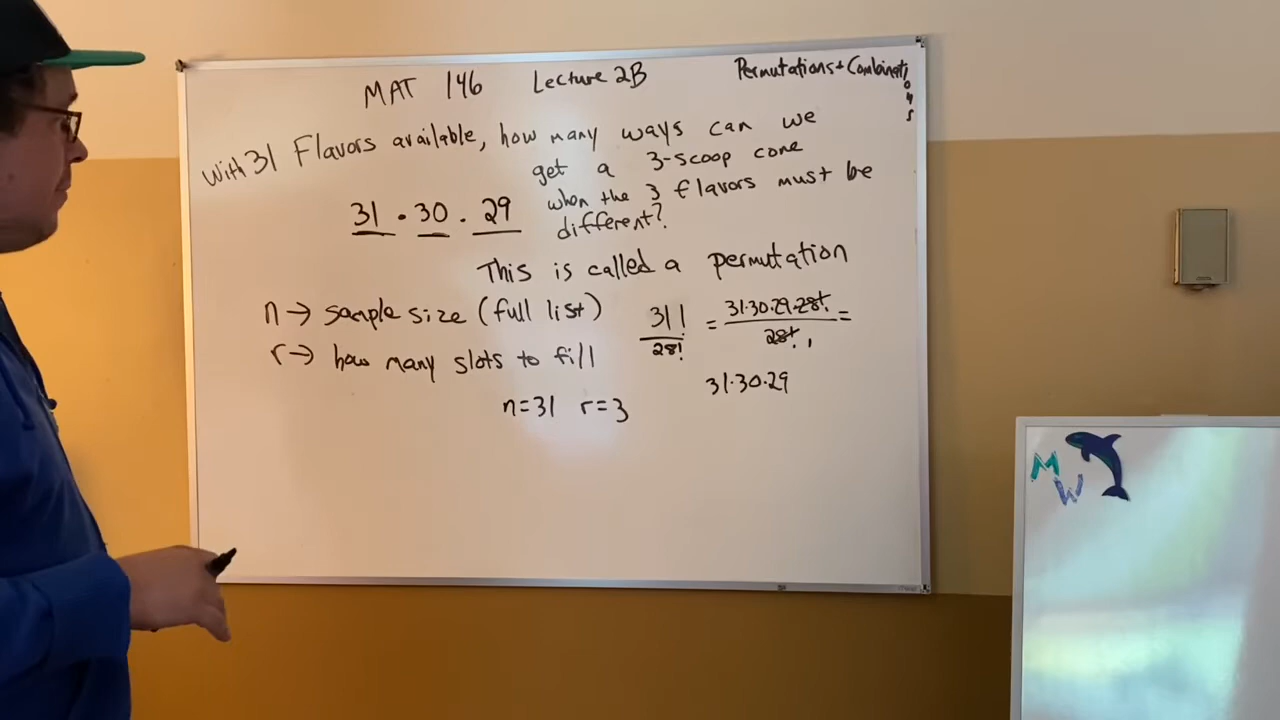 MAT 146 Lecture 2B Permutations + Combinations
With 31 Flavors available, how many ways can we
get a 3-scoop cone
when the 3 flavors must be
different?
31 · 30 · 29
This is called a permutation
n → sample size (full list)
r → how many slots to fill
n=31 r=3
31! / 28! = 31·30·29·28! / 28! =
31·30·29
M
W